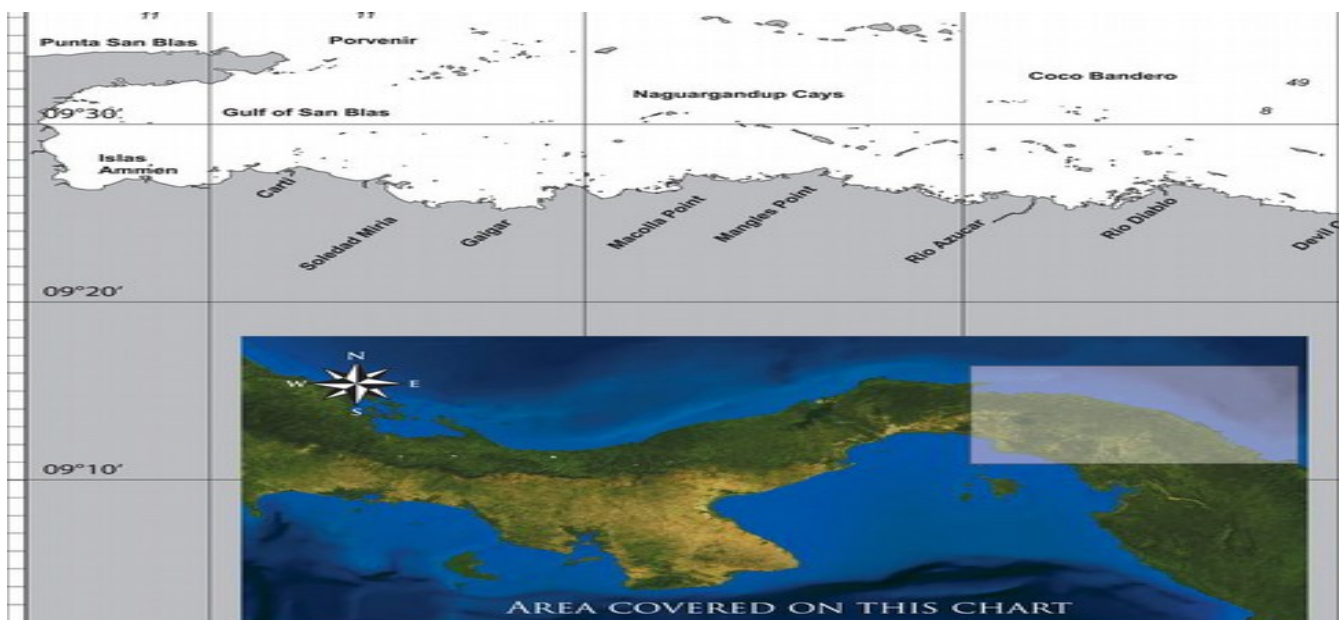 Punta San Blas
Porvenir
Coco Bandero
49
Naguargandup Cays
8
09°30'
Gulf of San Blas
Islas
Ammen
Carti
Soledad Miria
Gaigar
Macolla Point
Mangles Point
Rio Azucar
Rio Diablo
Devil
09°20'
N
W
E
S
09°10'
AREA COVERED ON THIS CHART